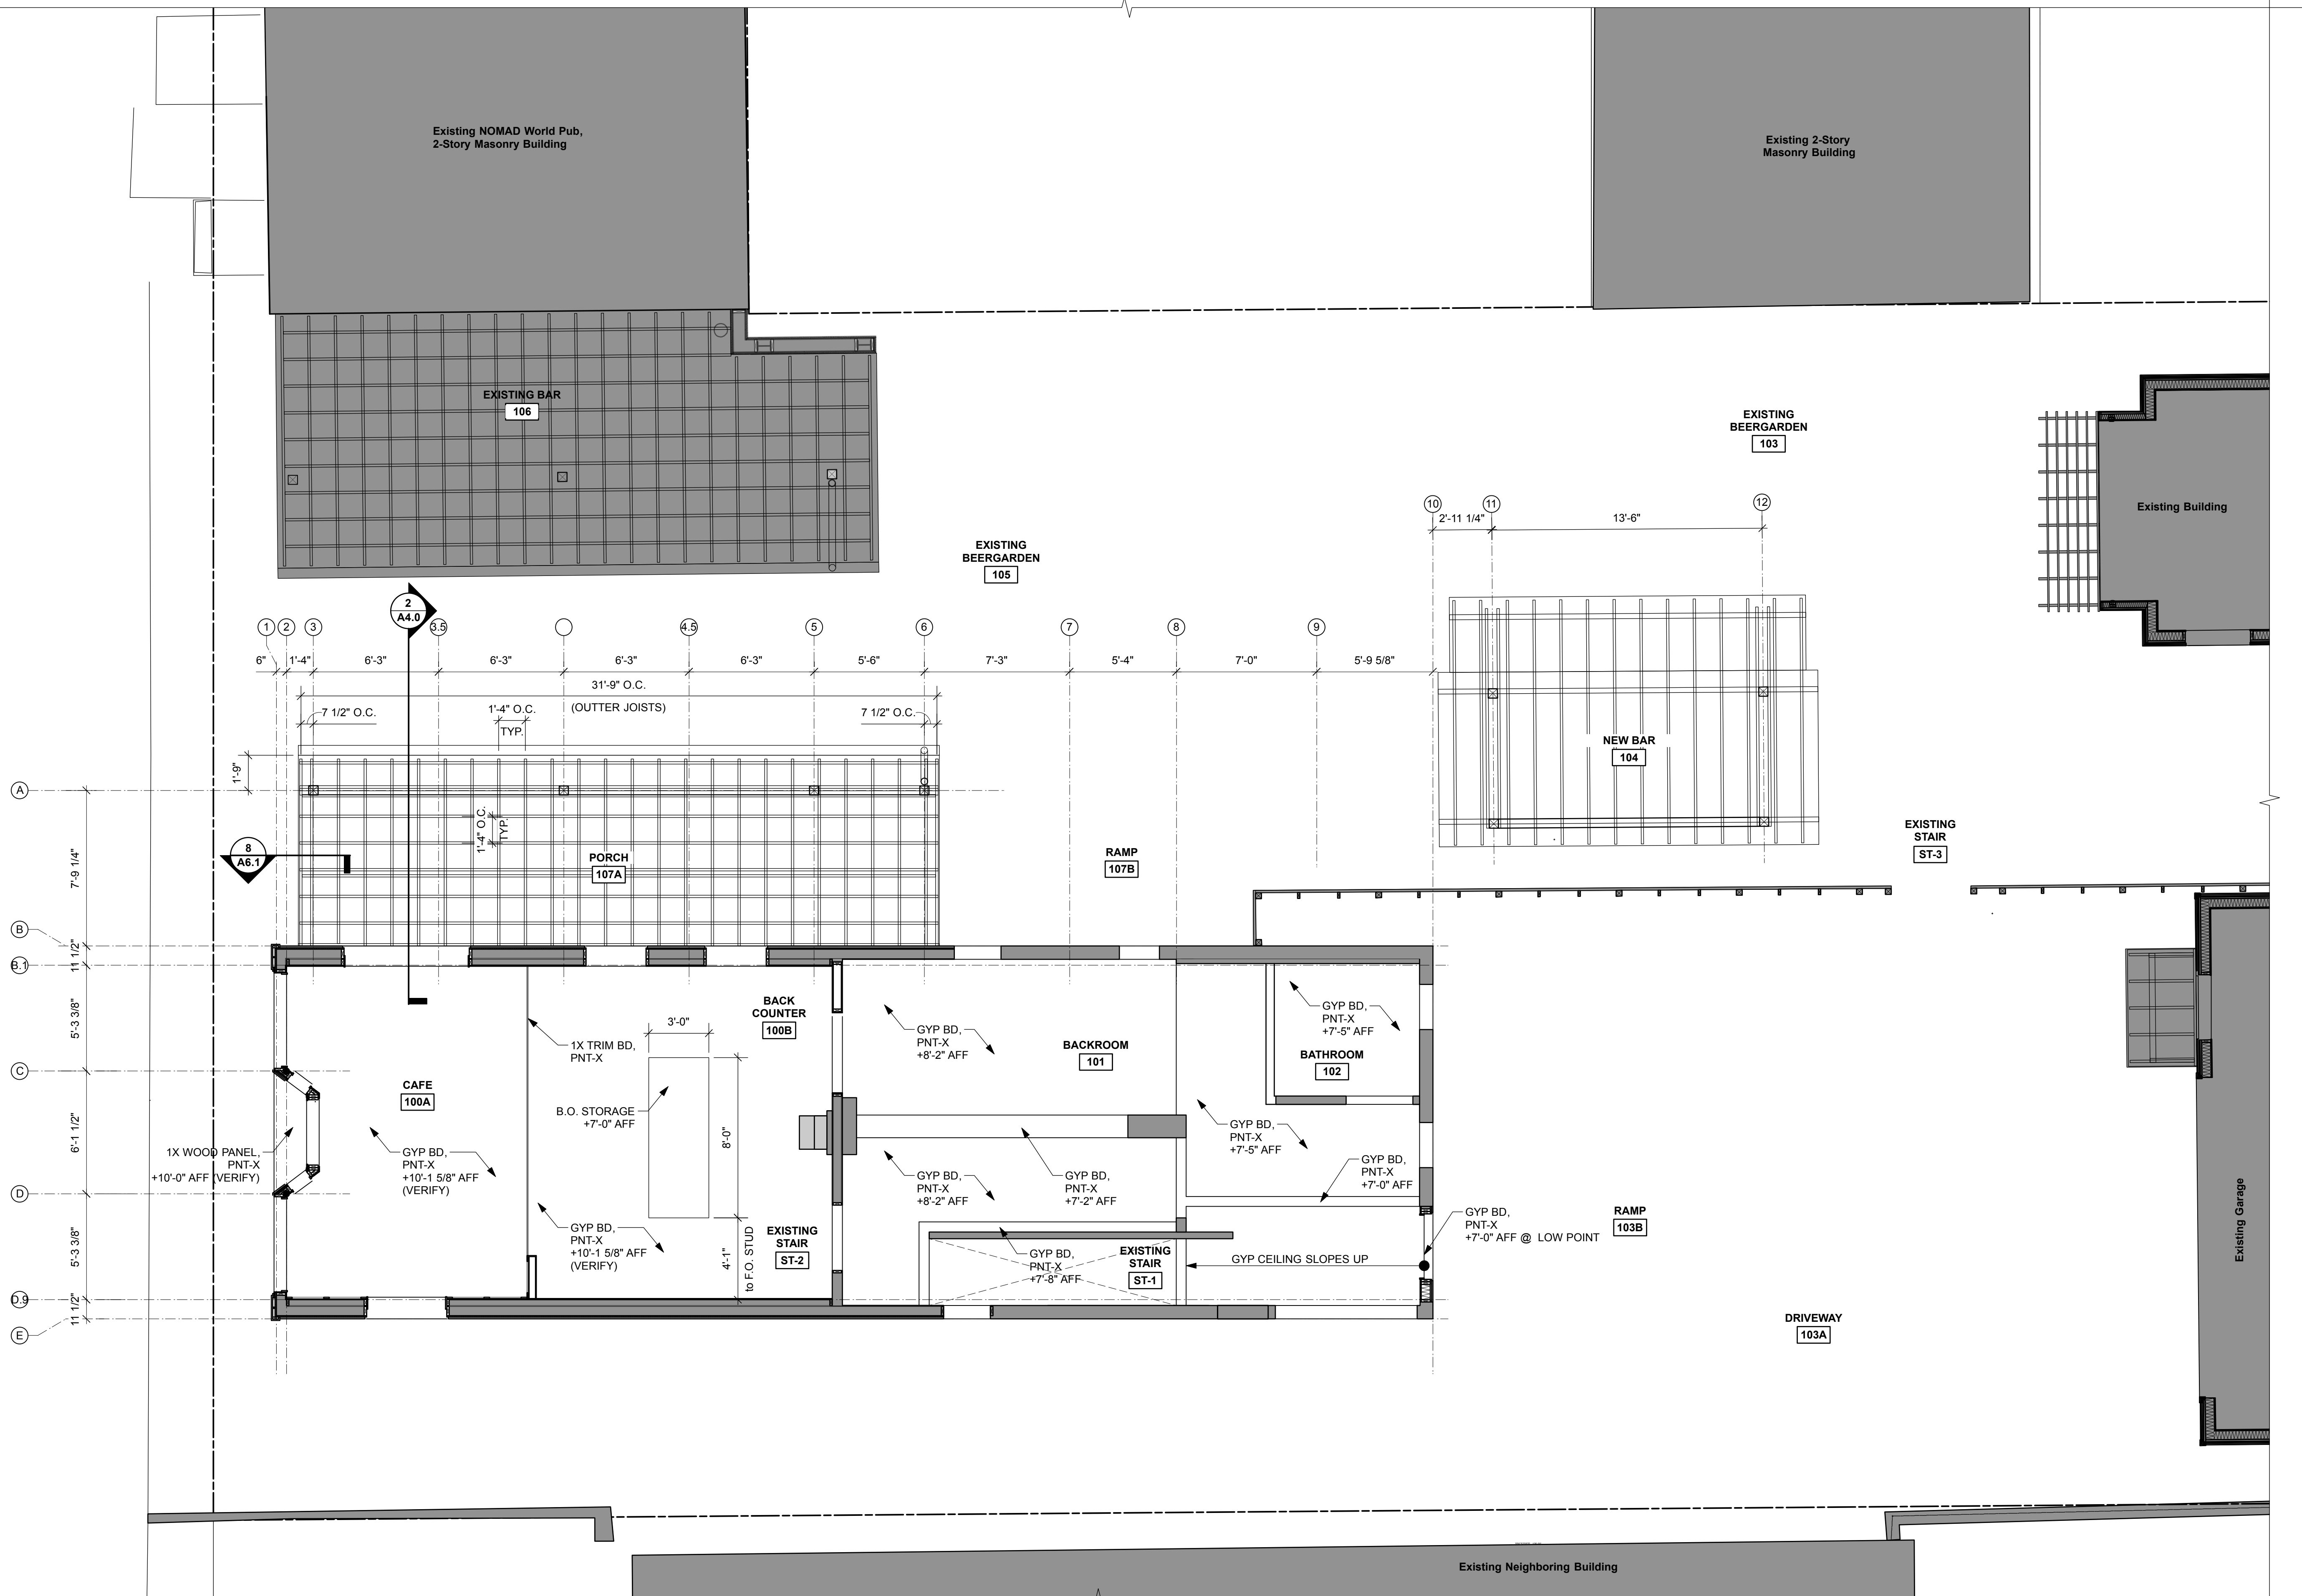 Existing NOMAD World Pub,
2-Story Masonry Building
Existing 2-Story
Masonry Building
EXISTING BAR
106
EXISTING
BEERGARDEN
103
Existing Building
10
11
12
2'-11 1/4"
13'-6"
EXISTING
BEERGARDEN
105
2
A4.0
1
2
3
3.5
4.5
5
6
7
8
9
6"
1'-4"
6'-3"
6'-3"
6'-3"
6'-3"
5'-6"
7'-3"
5'-4"
7'-0"
5'-9 5/8"
31'-9" O.C.
(OUTTER JOISTS)
7 1/2" O.C.
1'-4" O.C.
TYP.
7 1/2" O.C.
NEW BAR
104
1'-9"
A
1'-4" O.C.
TYP.
8
A6.1
PORCH
107A
RAMP
107B
EXISTING
STAIR
ST-3
7'-9 1/4"
B
11 1/2"
B.1
5'-3 3/8"
C
6'-1 1/2"
D
5'-3 3/8"
D.9
11 1/2"
E
BACK
COUNTER
100B
3'-0"
1X TRIM BD,
PNT-X
GYP BD,
PNT-X
+8'-2" AFF
BACKROOM
101
GYP BD,
PNT-X
+7'-5" AFF
BATHROOM
102
CAFE
100A
B.O. STORAGE
+7'-0" AFF
8'-0"
1X WOOD PANEL,
PNT-X
+10'-0" AFF (VERIFY)
GYP BD,
PNT-X
+10'-1 5/8" AFF
(VERIFY)
GYP BD,
PNT-X
+8'-2" AFF
GYP BD,
PNT-X
+7'-2" AFF
GYP BD,
PNT-X
+7'-5" AFF
GYP BD,
PNT-X
+7'-0" AFF
GYP BD,
PNT-X
+10'-1 5/8" AFF
(VERIFY)
4'-1"
to F.O. STUD
EXISTING
STAIR
ST-2
GYP BD,
PNT-X
+7'-8" AFF
EXISTING
STAIR
ST-1
GYP CEILING SLOPES UP
GYP BD,
PNT-X
+7'-0" AFF @  LOW POINT
RAMP
103B
Existing Garage
DRIVEWAY
103A
Existing Neighboring Building